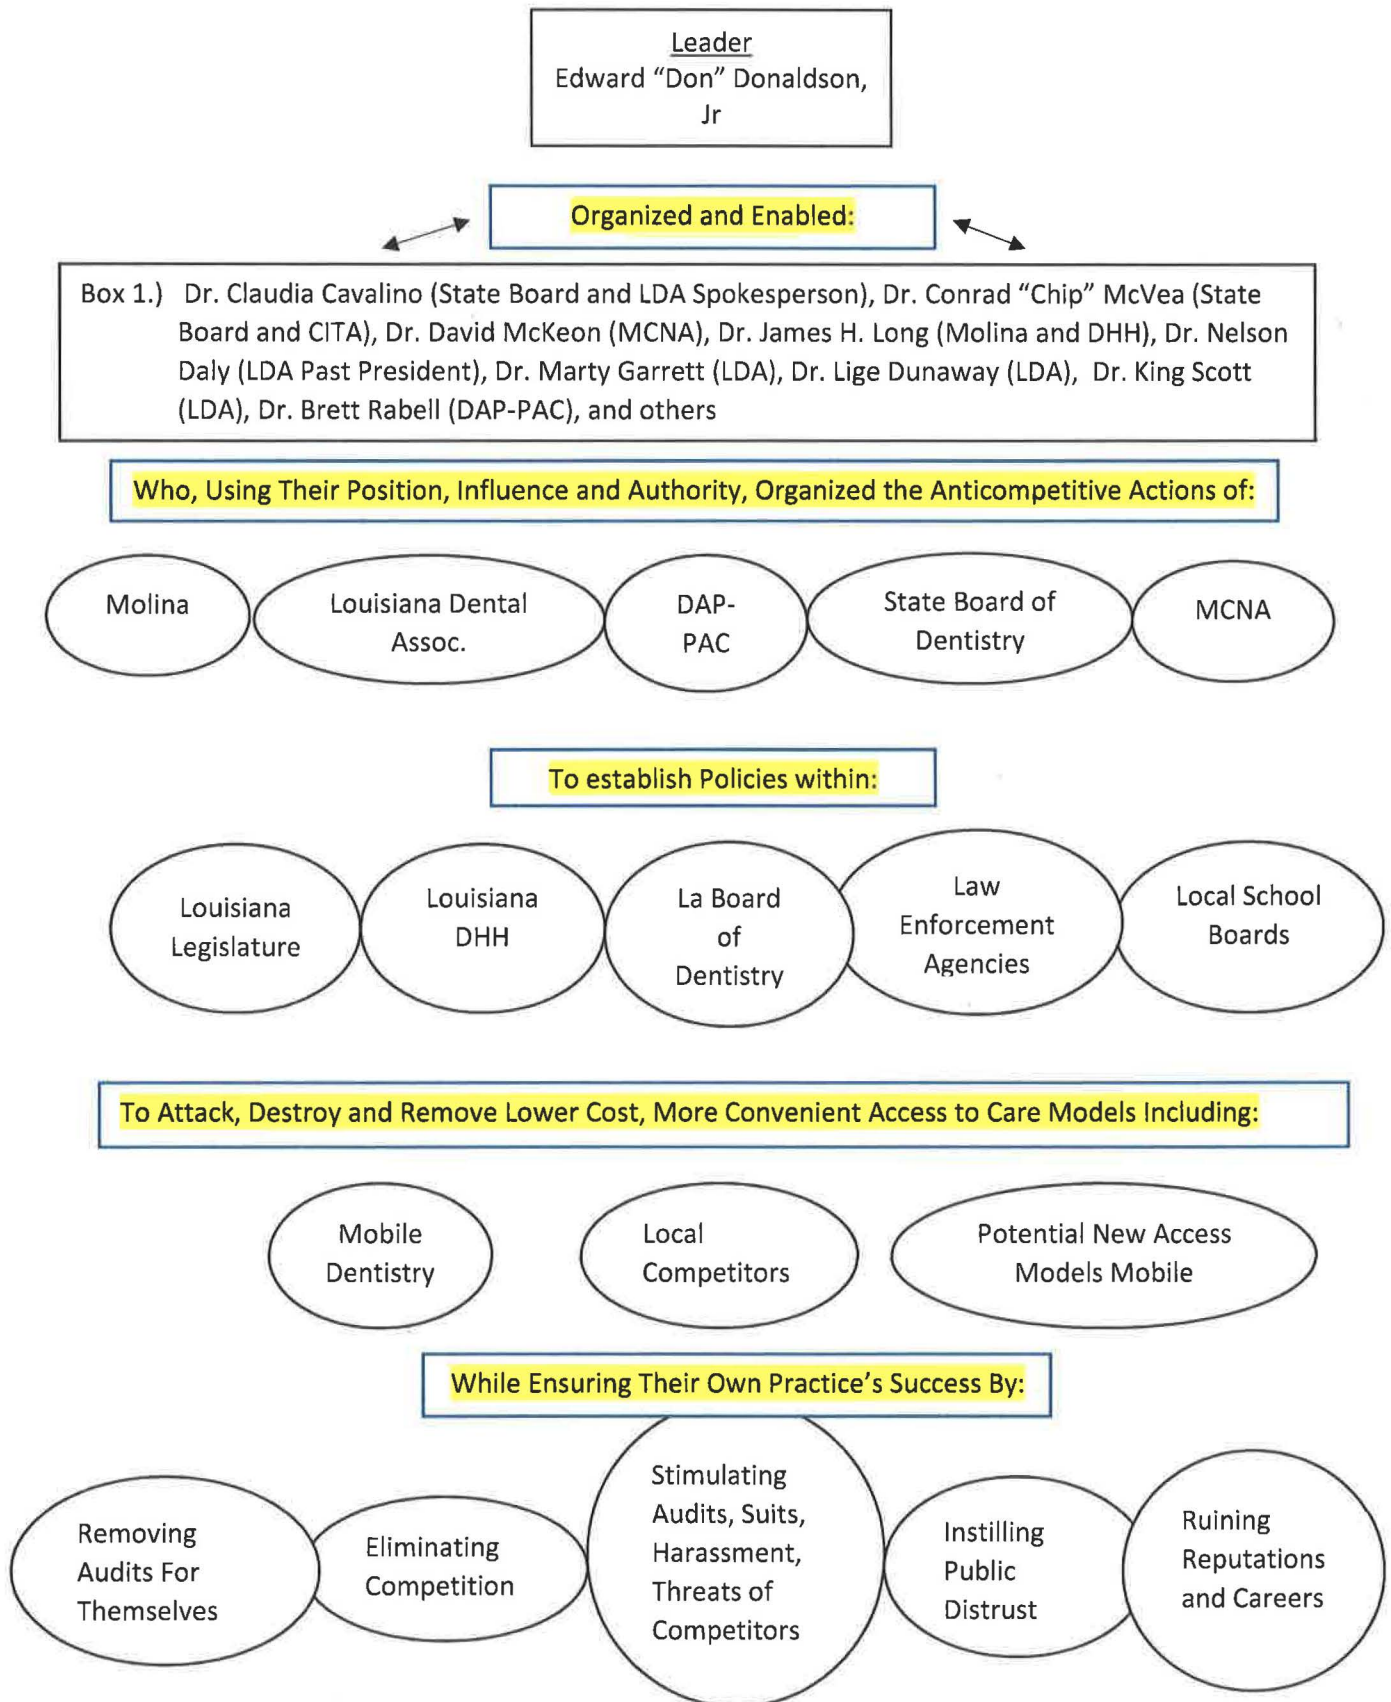 Leader
Edward “Don” Donaldson,
Jr
Organized and Enabled:
Box 1.) Dr. Claudia Cavalino (State Board and LDA Spokesperson), Dr. Conrad “Chip” McVea (State
Board and CITA), Dr. David McKeon (MCNA), Dr. James H. Long (Molina and DHH), Dr. Nelson
Daly (LDA Past President), Dr. Marty Garrett (LDA), Dr. Lige Dunaway (LDA), Dr. King Scott
(LDA), Dr. Brett Rabell (DAP-PAC), and others
Who, Using Their Position, Influence and Authority, Organized the Anticompetitive Actions of:
Molina
Louisiana Dental
Assoc.
DAP-
PAC
State Board of
Dentistry
MCNA
To establish Policies within:
Louisiana
Legislature
Louisiana
DHH
La Board
of
Dentistry
Law
Enforcement
Agencies
Local School
Boards
To Attack, Destroy and Remove Lower Cost, More Convenient Access to Care Models Including:
Mobile
Dentistry
Local
Competitors
Potential New Access
Models Mobile
While Ensuring Their Own Practice’s Success By:
Removing
Audits For
Themselves
Eliminating
Competition
Stimulating
Audits, Suits,
Harassment,
Threats of
Competitors
Instilling
Public
Distrust
Ruining
Reputations
and Careers